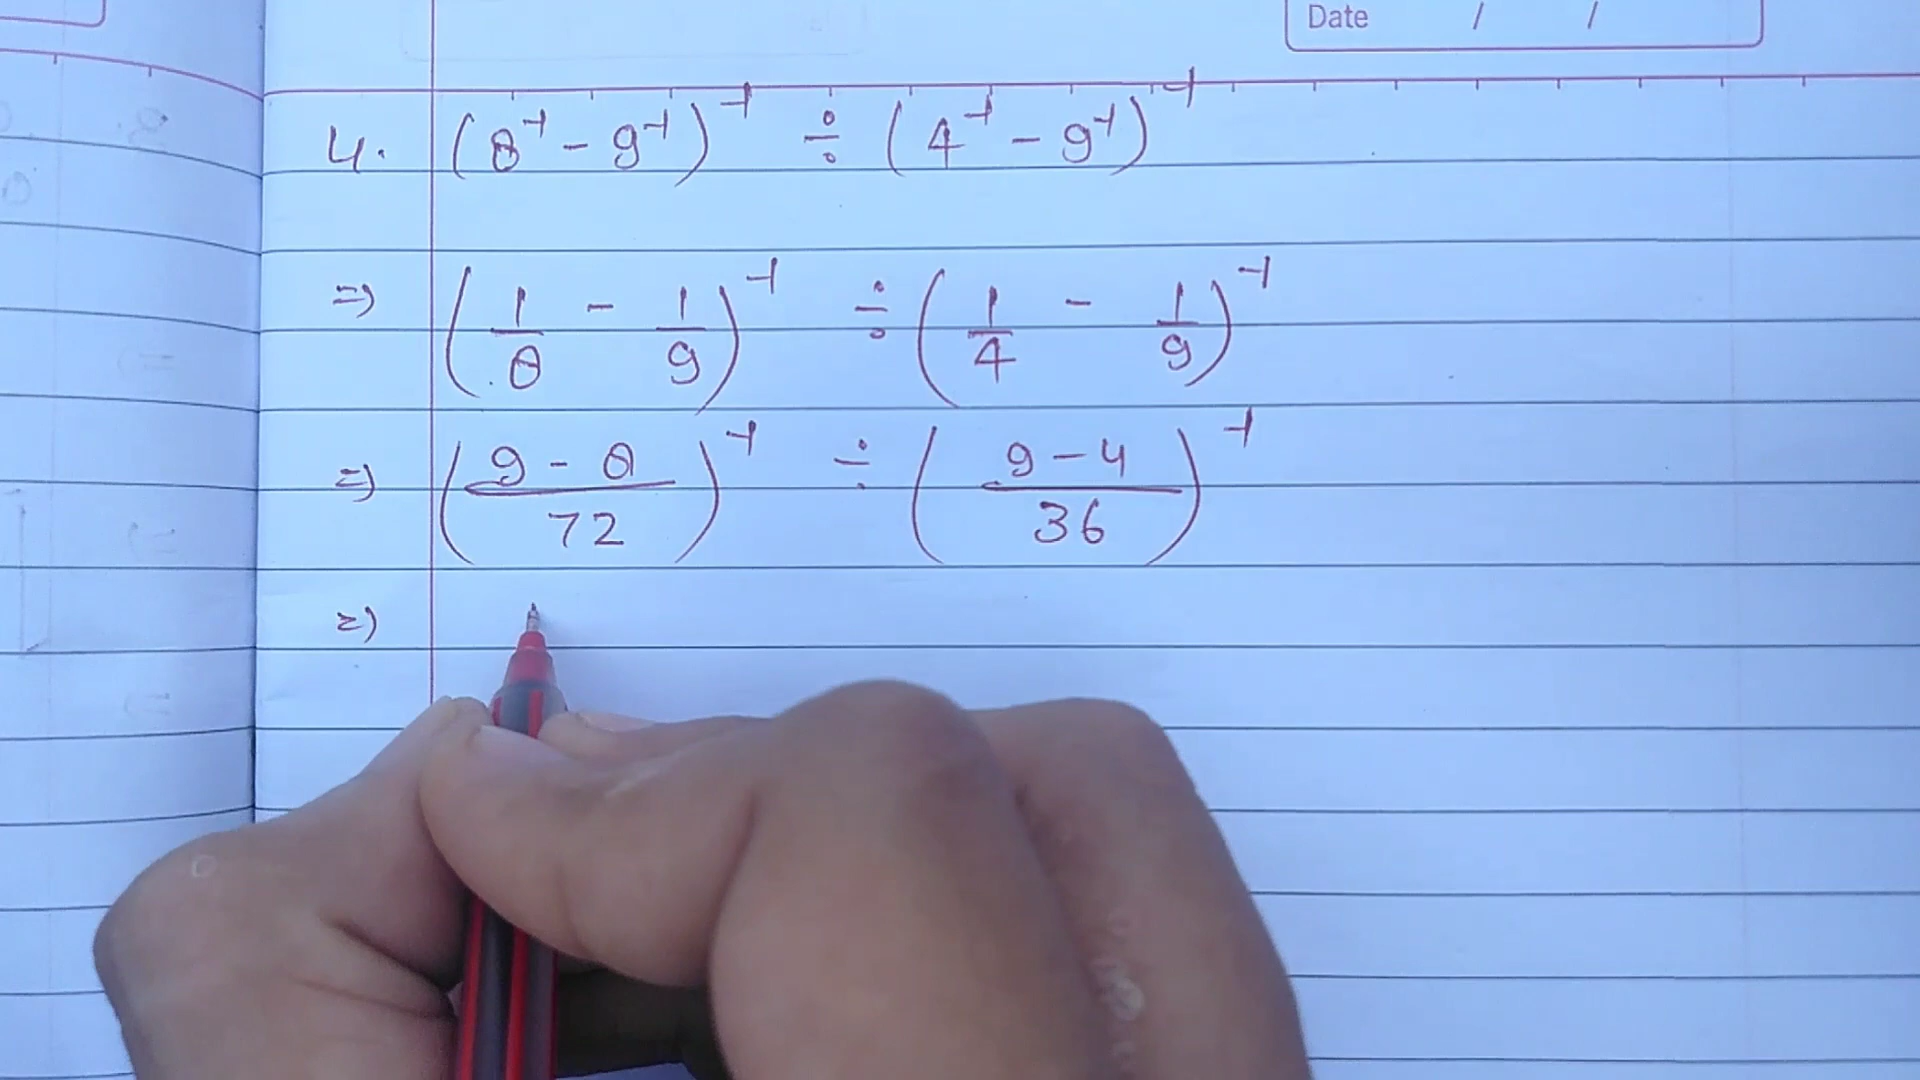 Date / /
4. (8⁻¹ - 9⁻¹)⁻¹ ÷ (4⁻¹ - 9⁻¹)⁻¹
=> (1/8 - 1/9)⁻¹ ÷ (1/4 - 1/9)⁻¹
=> (9 - 8/72)⁻¹ ÷ (9 - 4/36)⁻¹
=>